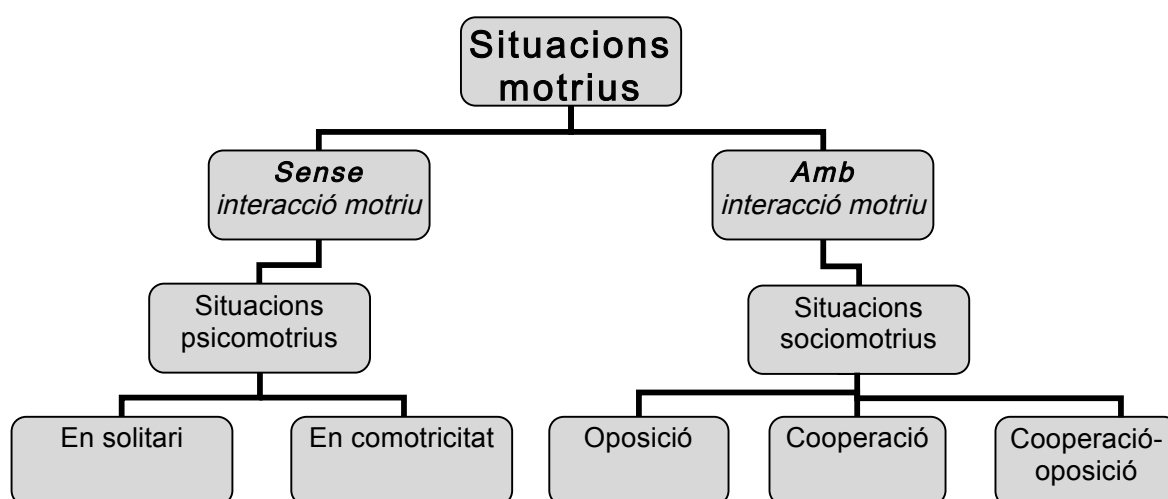 Situacions
motrius
Sense
interacció motriu
Amb
interacció motriu
Situacions
psicomotrius
Situacions
sociomotrius
En solitari
En comotricitat
Oposició
Cooperació
Cooperació-
oposició